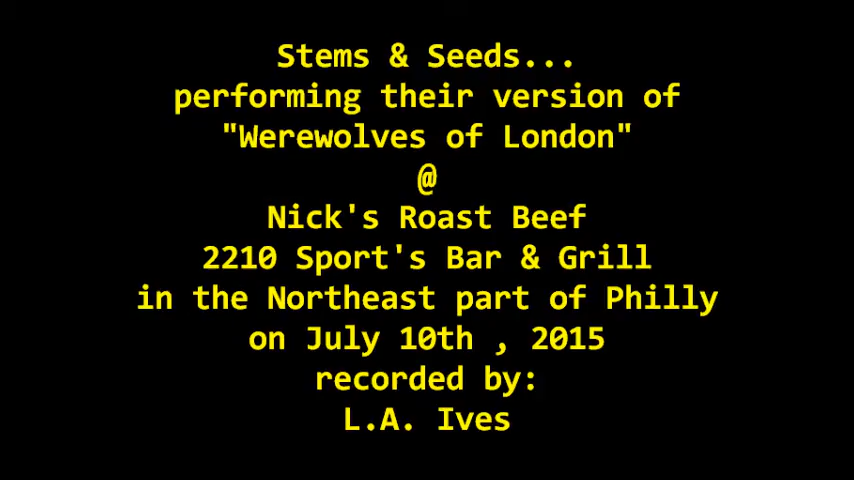 Stems & Seeds...
performing their version of
"Werewolves of London"
@
Nick's Roast Beef
2210 Sport's Bar & Grill
in the Northeast part of Philly
on July 10th , 2015
recorded by:
L.A. Ives